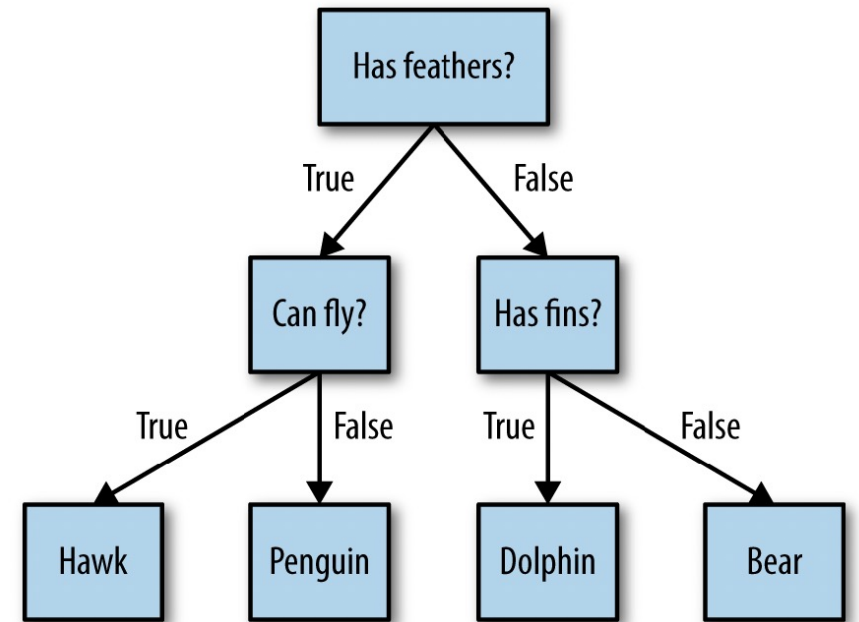 Has feathers?
True
False
Can fly?
Has fins?
True
False
True
False
Hawk
Penguin
Dolphin
Bear